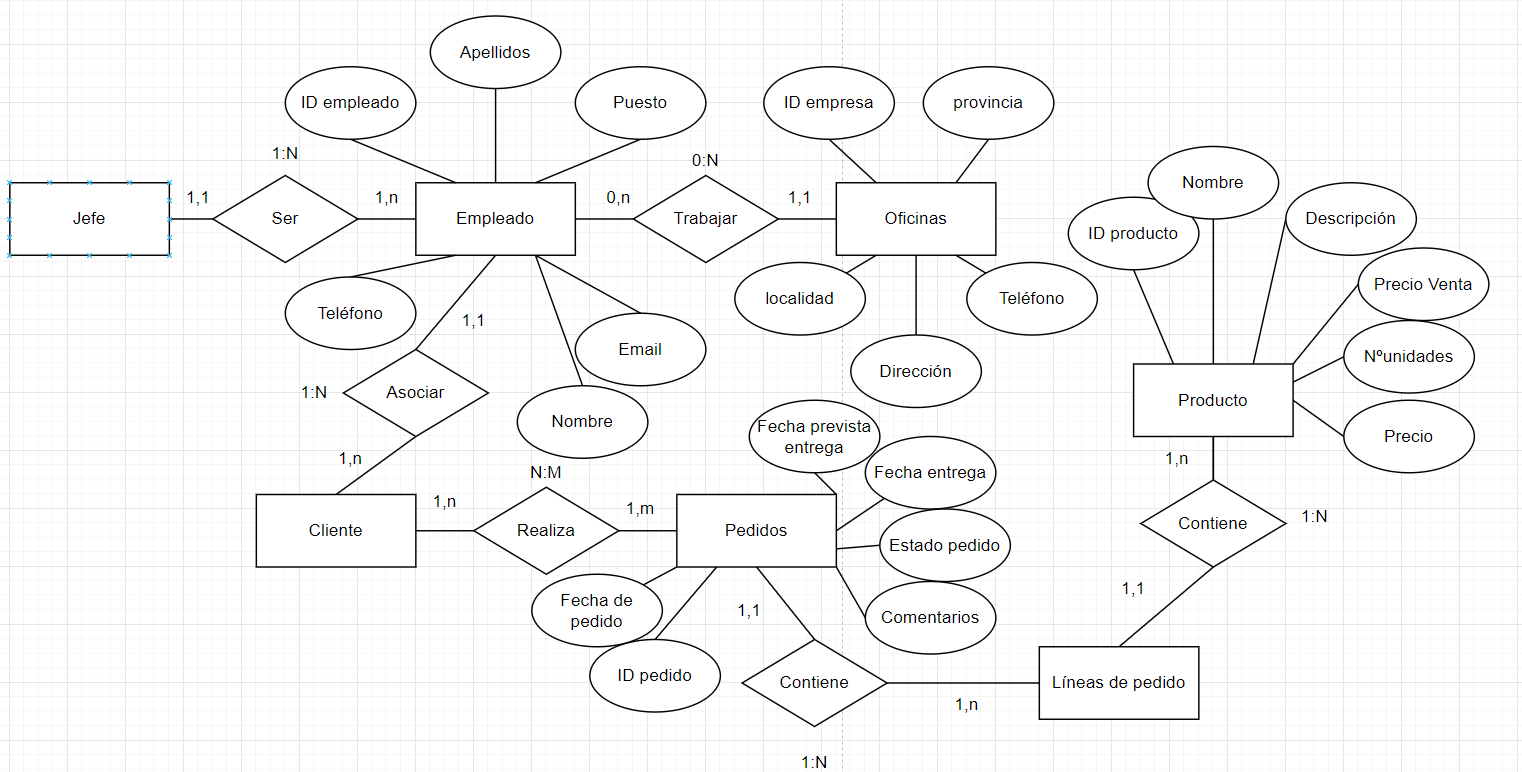 Apellidos
ID empleado
Puesto
ID empresa
provincia
1:N
0:N
Nombre
Jefe
1,1
Ser
1,n
Empleado
0,n
Trabajar
1,1
Oficinas
ID producto
Descripción
Teléfono
1,1
Email
localidad
Teléfono
Precio Venta
Dirección
Nºunidades
1:N
Asociar
Nombre
Producto
Precio
Fecha prevista
entrega
1,n
N:M
Fecha entrega
1,n
Cliente
1,n
Realiza
1,m
Pedidos
Estado pedido
Contiene
1:N
Fecha de
pedido
1,1
Comentarios
1,1
ID pedido
Contiene
1,n
Líneas de pedido
1:N